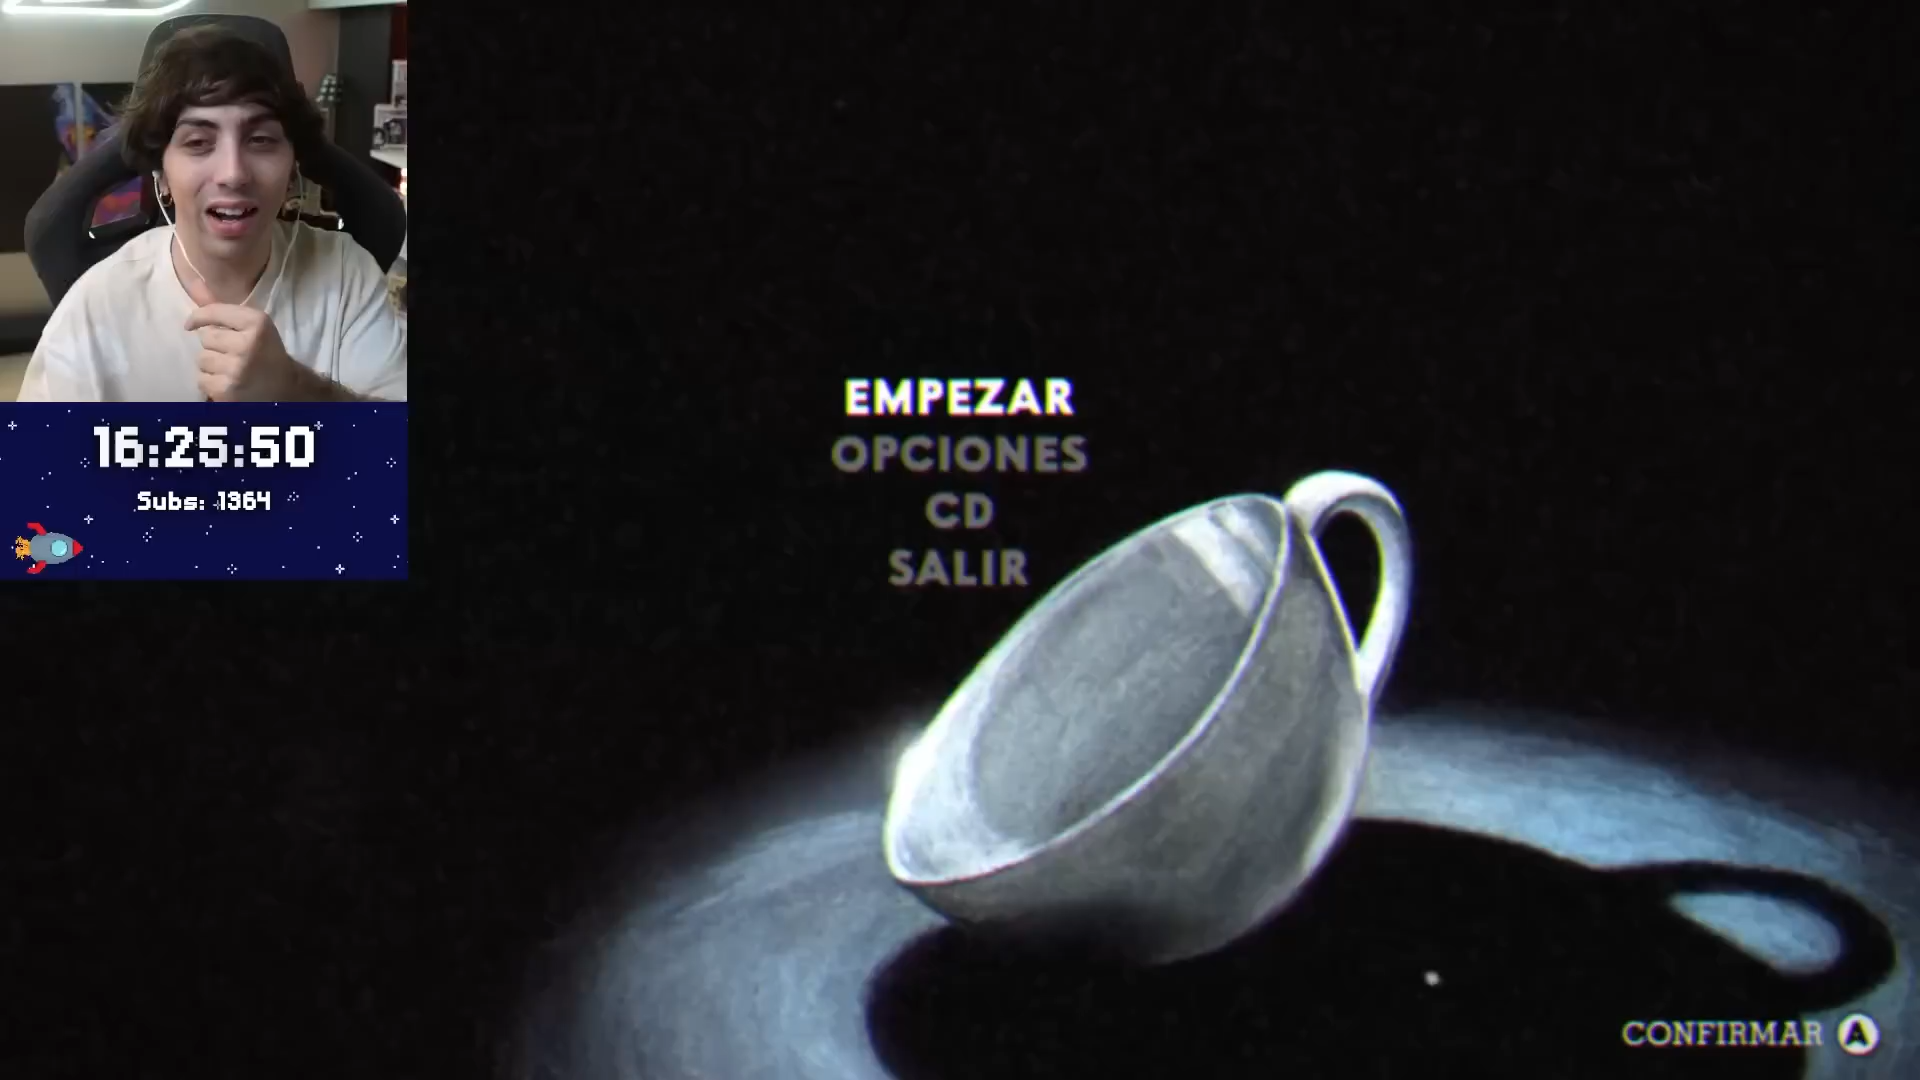 16:25:50
Subs: 1364
EMPEZAR
OPCIONES
CD
SALIR
CONFIRMAR A